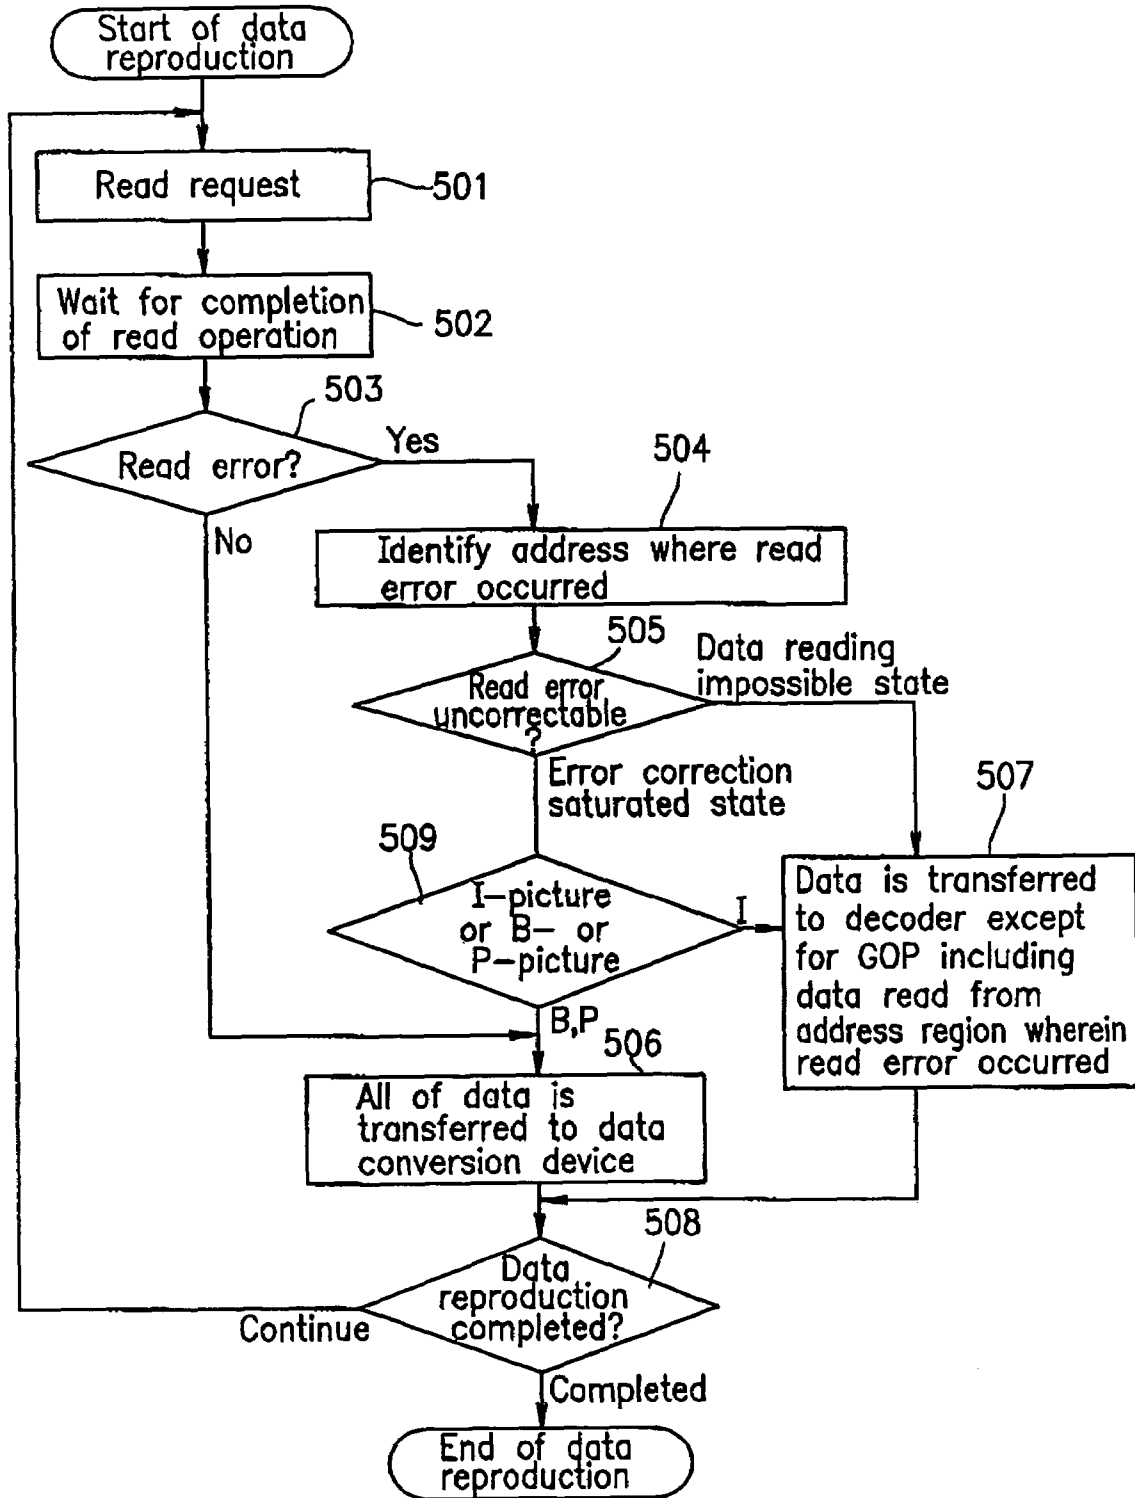 Start of data
reproduction
Read request
501
Wait for completion
of read operation
502
503
Read error?
Yes
No
504
Identify address where read
error occurred
505
Read error
uncorrectable
?
Data reading
impossible state
Error correction
saturated state
507
509
I-picture
or B- or
P-picture
I
Data is transferred
to decoder except
for GOP including
data read from
address region wherein
read error occurred
B,P
506
All of data is
transferred to data
conversion device
508
Data
reproduction
completed?
Continue
Completed
End of data
reproduction